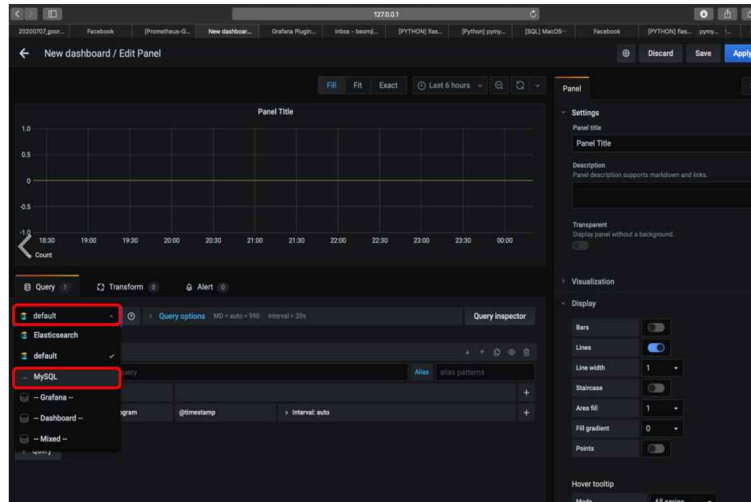 127.0.0.1
20200707_goor... Facebook [Prometheus-G... New dashboar... Grafana Plugin... Inbox - beomji... [PYTHON] flas... [Python] pymy... [SQL] MacOS Facebook [PYTHON] flas... pymy...
New dashboard / Edit Panel Discard Save Apply
Fill Fit Exact Last 6 hours
Panel
Panel Title
Settings
Panel title
Panel Title
Description
Panel description supports markdown and links.
Transparent
Display panel without a background.
1.0
0.5
0
-0.5
-1.0
18:30 19:00 19:30 20:00 20:30 21:00 21:30 22:00 22:30 23:00 23:30 00:00
Count
Query 1 Transform 0 Alert 0
Visualization
Display
default Query options MD = auto = 990 Interval = 20s Query inspector
Elasticsearch
default
MySQL query Alias alias patterns
-- Grafana --
-- Dashboard -- ogram @timestamp > Interval: auto
-- Mixed --
+ Query
Bars
Lines
Line width 1
Staircase
Area fill 1
Fill gradient 0
Points
Hover tooltip
Mode All series